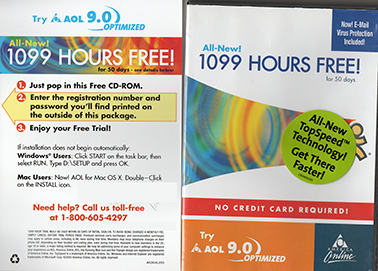 Try AOL 9.0
OPTIMIZED
All-New!
1099 HOURS FREE!
for 50 days - see details below
1. Just pop in this Free CD-ROM.
2. Enter the registration number and
password you'll find printed on
the outside of this package.
3. Enjoy your Free Trial!
If installation does not begin automatically:
Windows® Users: Click START on the task bar, then
select RUN. Type D:\SETUP and press OK.
Mac Users: Now! AOL for Mac OS X. Double-Click
on the INSTALL icon.
Need help? Call us toll-free
at 1-800-605-4297
Now! E-Mail
Virus Protection
Included!
All-New!
1099 HOURS FREE!
for 50 days
All-New
TopSpeed™
Technology!
Get There
Faster!
NO CREDIT CARD REQUIRED!
Try
AOL 9.0
OPTIMIZED
AMERICA
Online